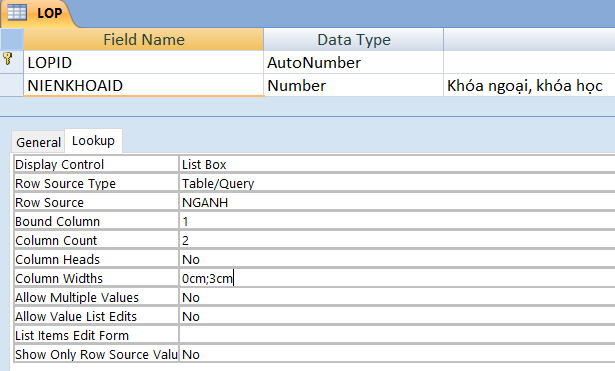 LOP
Field Name Data Type
LOPID AutoNumber
NIENKHOAID Number Khóa ngoại, khóa học
General Lookup
Display Control List Box
Row Source Type Table/Query
Row Source NGANH
Bound Column 1
Column Count 2
Column Heads No
Column Widths 0cm;3cm
Allow Multiple Values No
Allow Value List Edits No
List Items Edit Form
Show Only Row Source Valu No